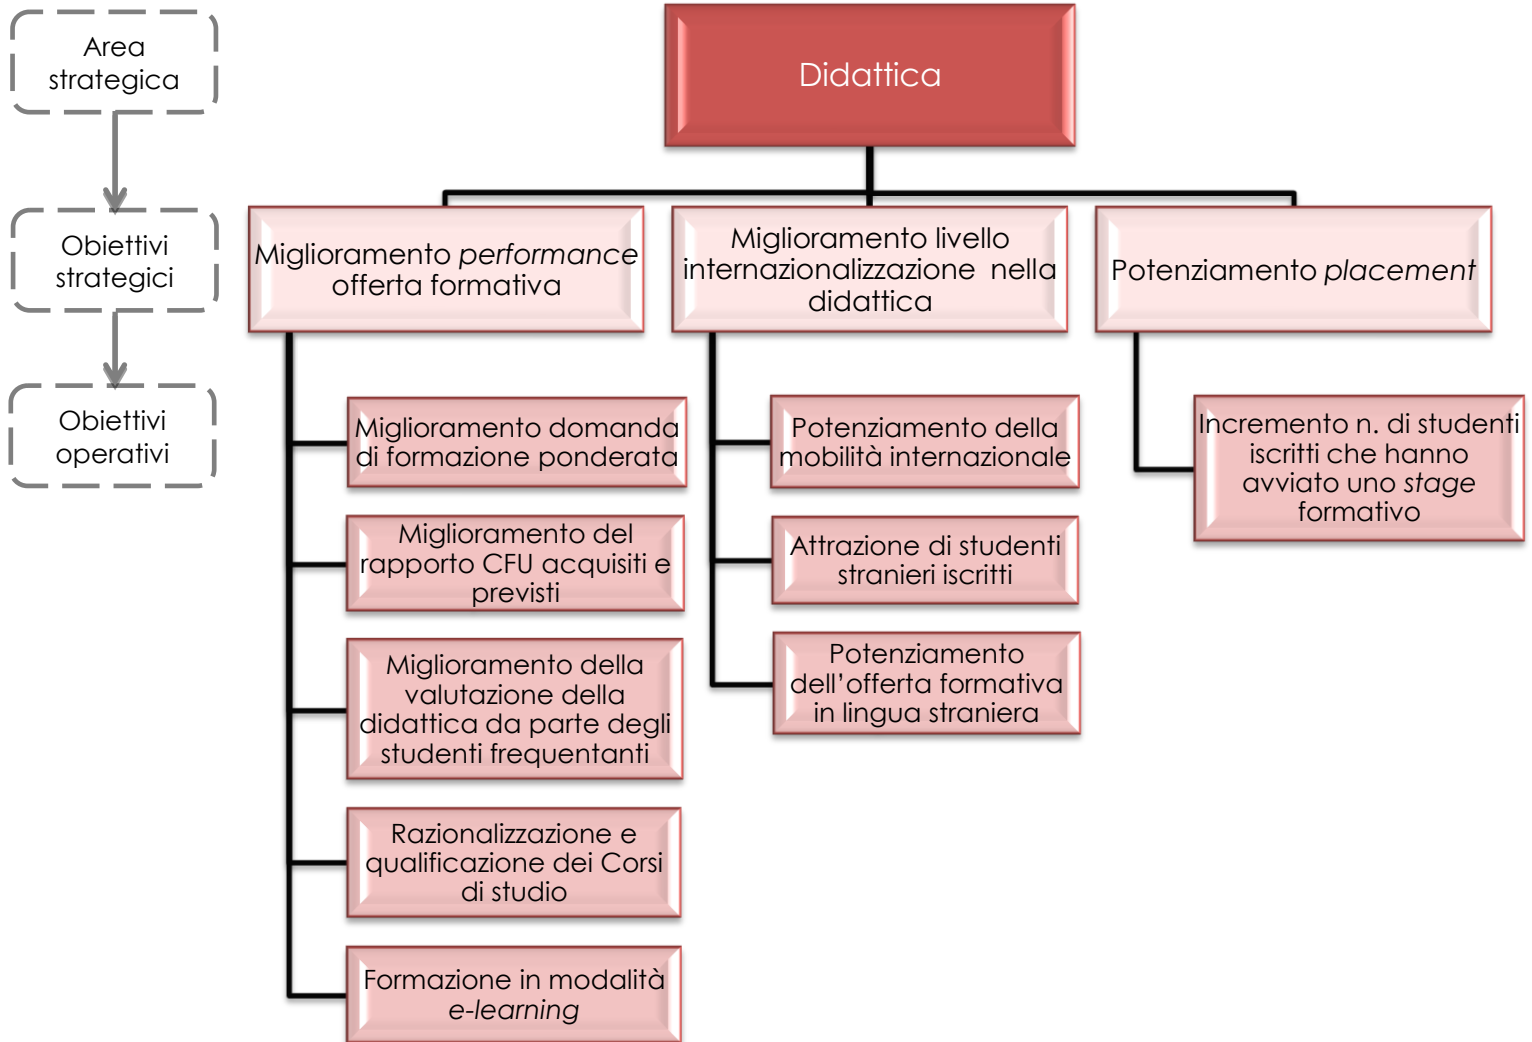 Area
strategica
Didattica
Obiettivi
strategici
Miglioramento performance
offerta formativa
Miglioramento livello
internazionalizzazione nella
didattica
Potenziamento placement
Obiettivi
operativi
Miglioramento domanda
di formazione ponderata
Miglioramento del
rapporto CFU acquisiti e
previsti
Miglioramento della
valutazione della
didattica da parte degli
studenti frequentanti
Razionalizzazione e
qualificazione dei Corsi
di studio
Formazione in modalità
e-learning
Potenziamento della
mobilità internazionale
Attrazione di studenti
stranieri iscritti
Potenziamento
dell’offerta formativa
in lingua straniera
Incremento n. di studenti
iscritti che hanno
avviato uno stage
formativo